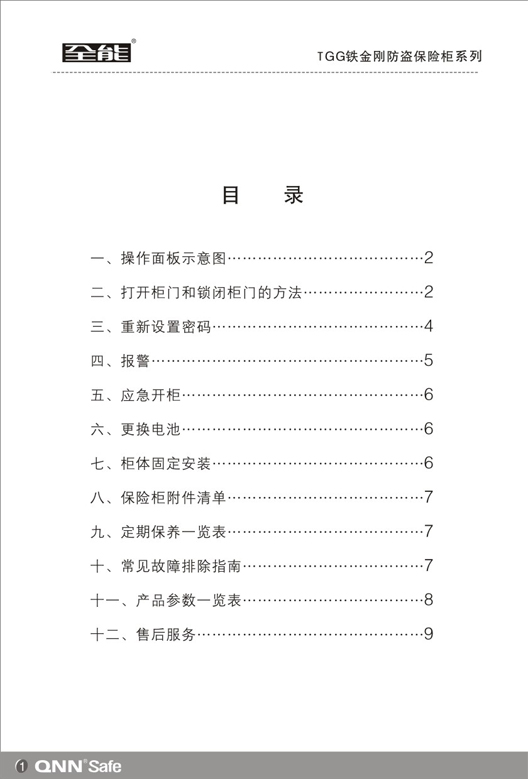 全能®
TGG铁金刚防盗保险柜系列
目 录
一、操作面板示意图…………………………………2
二、打开柜门和锁闭柜门的方法……………………2
三、重新设置密码……………………………………4
四、报警………………………………………………5
五、应急开柜…………………………………………6
六、更换电池…………………………………………6
七、柜体固定安装……………………………………6
八、保险柜附件清单…………………………………7
九、定期保养一览表…………………………………7
十、常见故障排除指南………………………………7
十一、产品参数一览表………………………………8
十二、售后服务………………………………………9
1 QNN® Safe